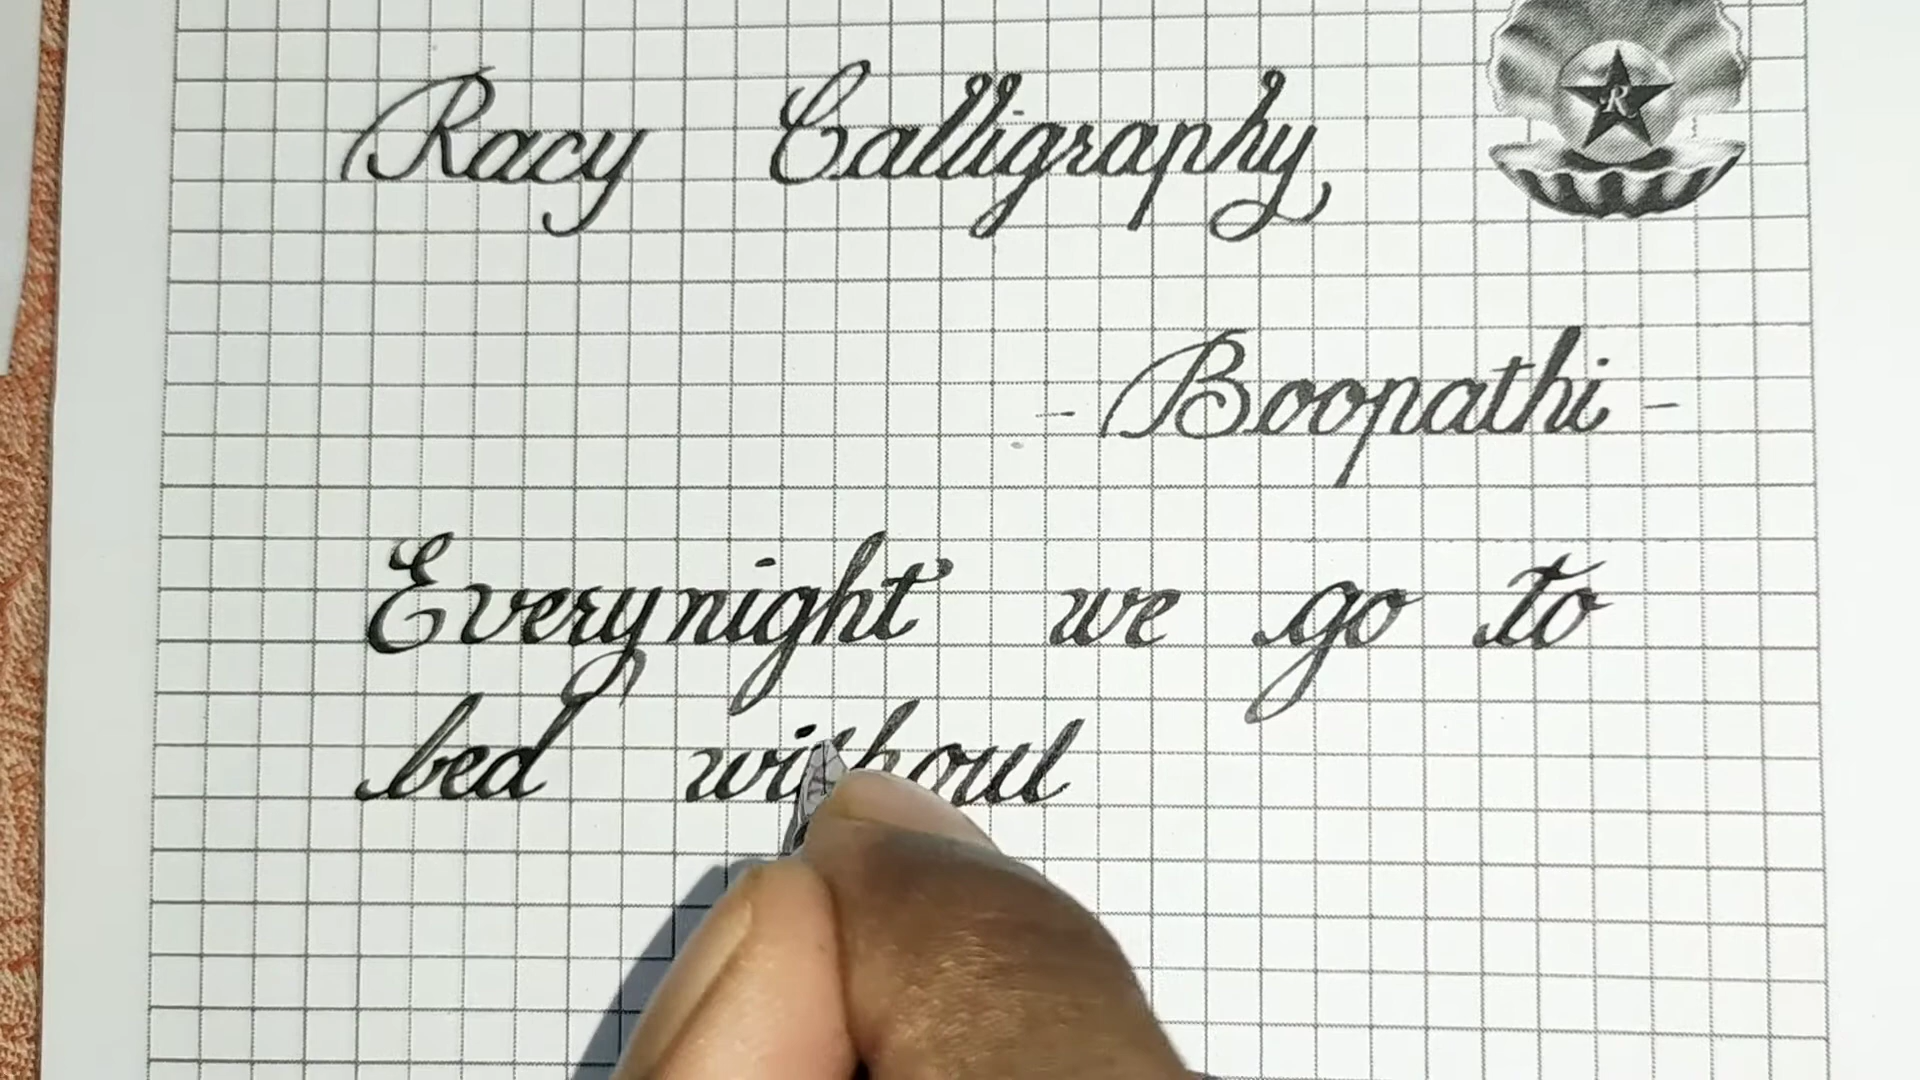 Racy Calligraphy
R
- Boopathi -
Everynight we go to
bed without